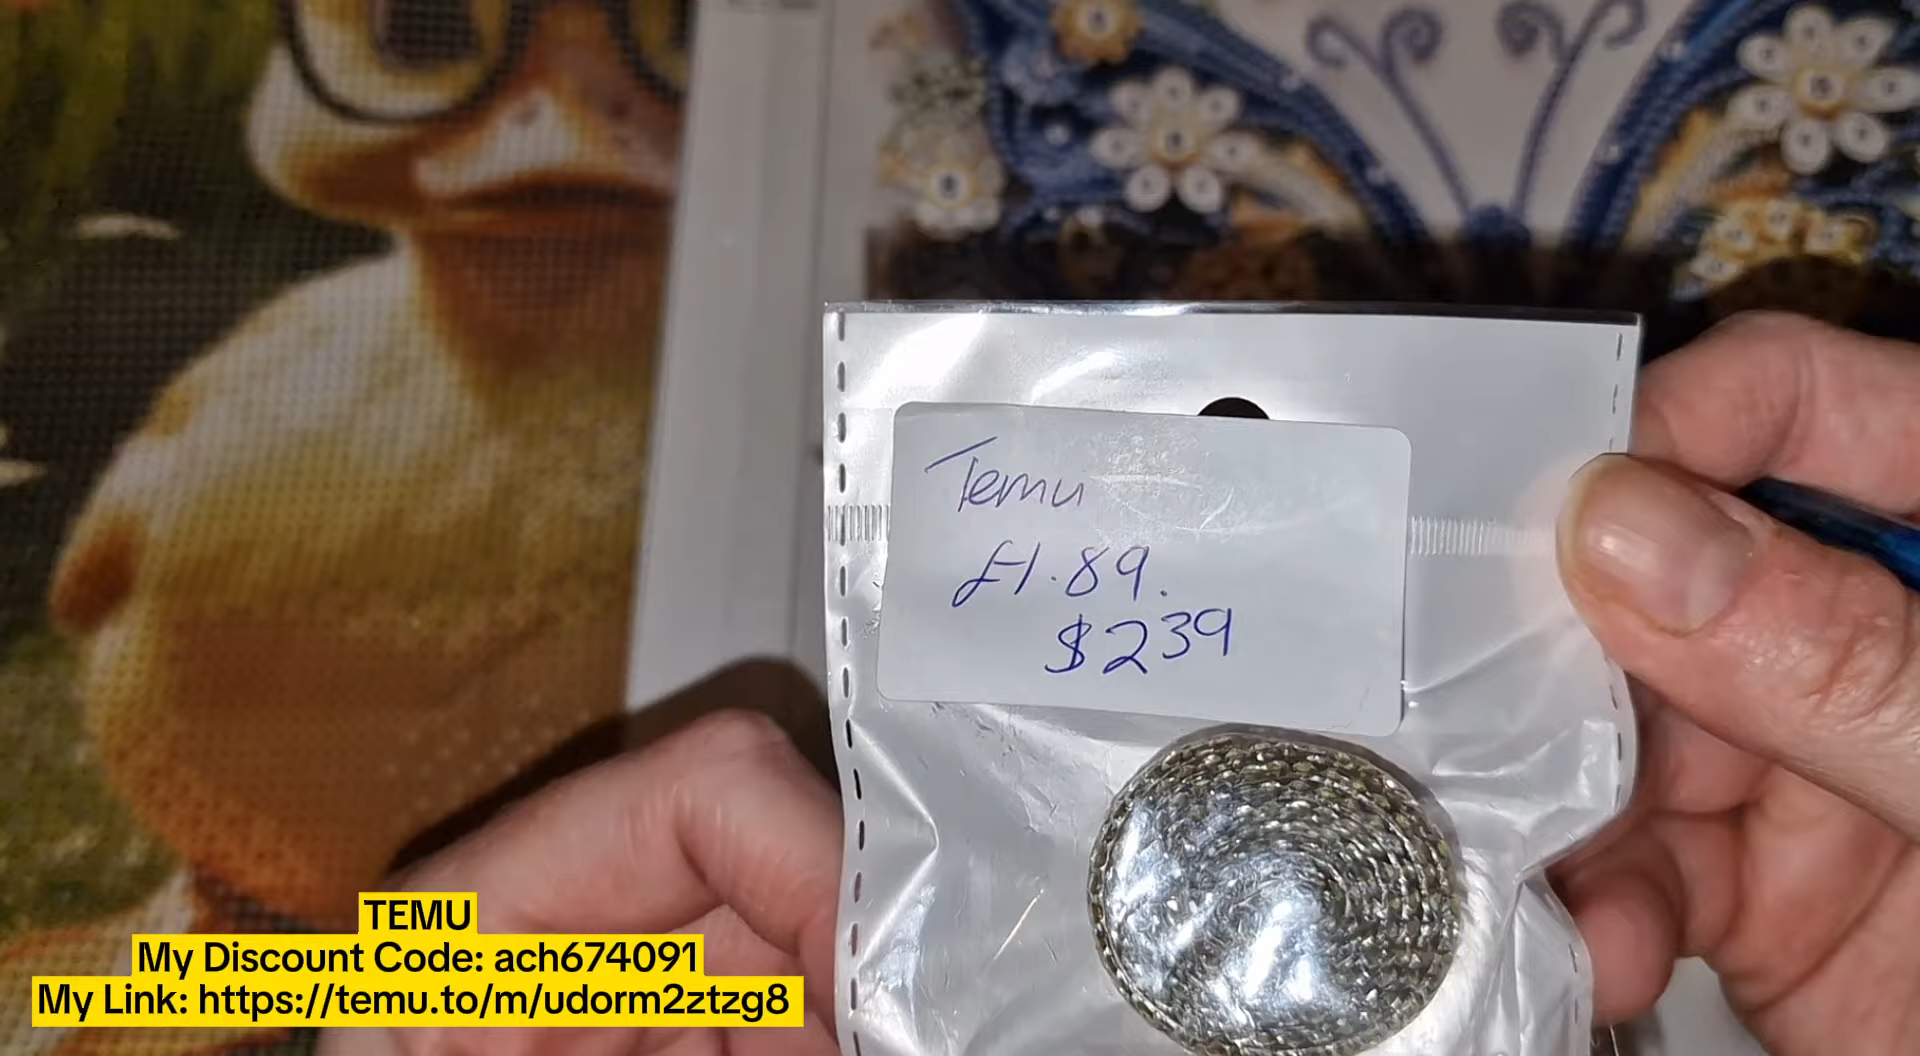 Temu
£1.89.
$239
TEMU
My Discount Code: ach674091
My Link: https://temu.to/m/udorm2ztzg8